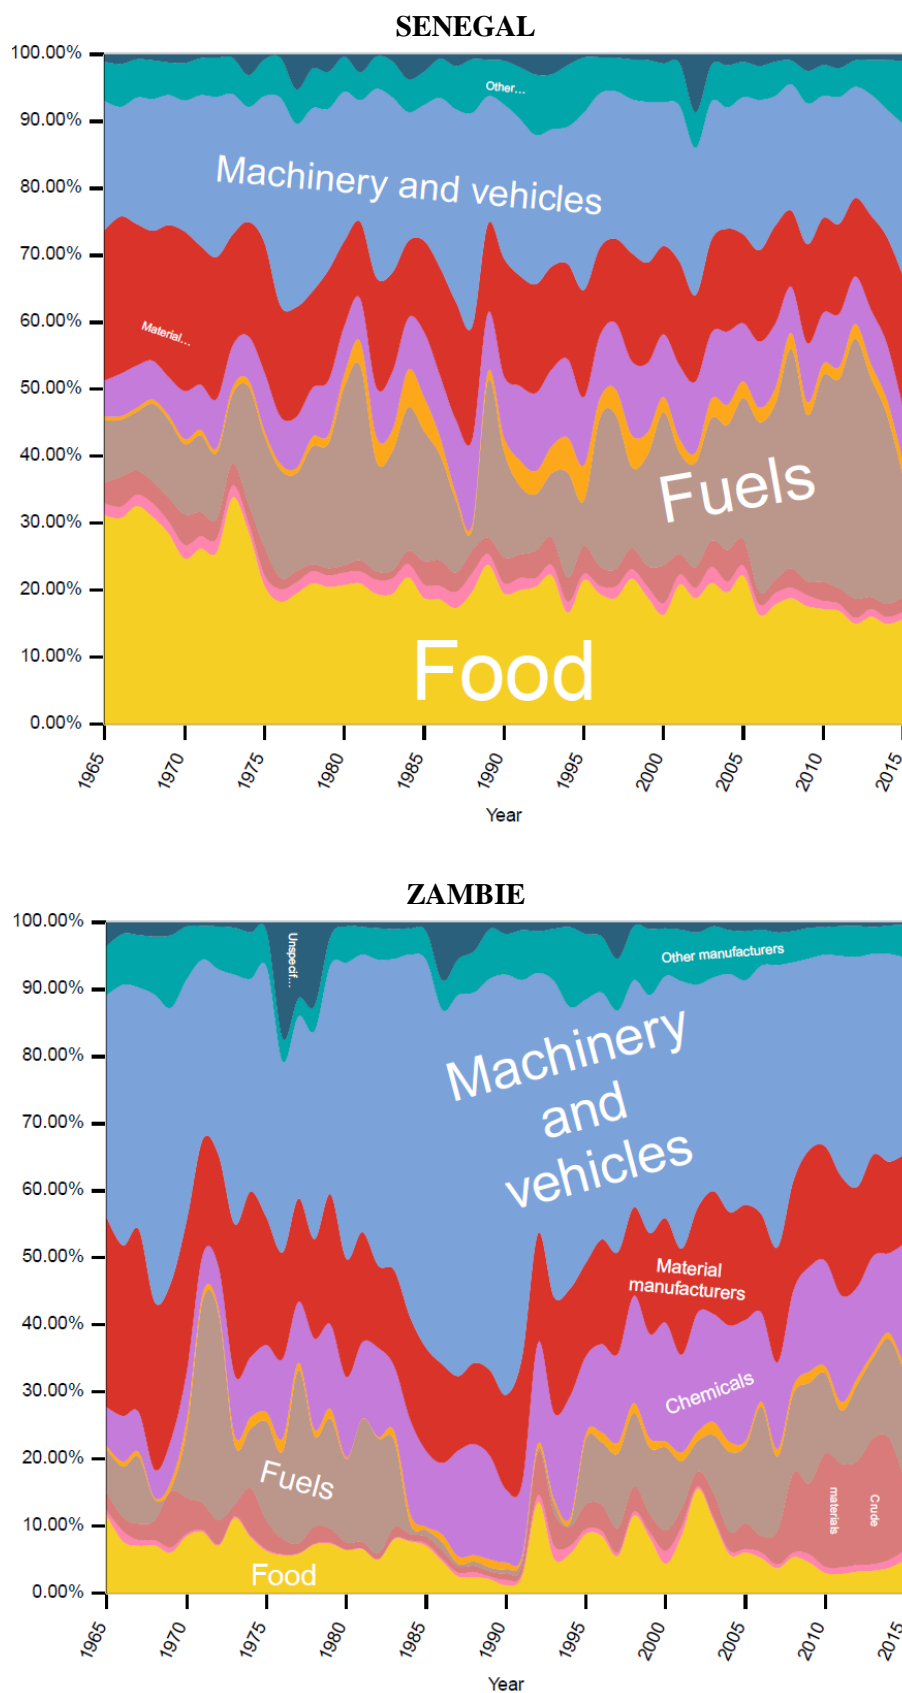 SENEGAL
100.00%
90.00%
80.00%
70.00%
60.00%
50.00%
40.00%
30.00%
20.00%
10.00%
0.00%
Other...
Machinery and vehicles
Material...
Fuels
Food
1965
1970
1975
1980
1985
1990
1995
2000
2005
2010
2015
Year
ZAMBIE
100.00%
90.00%
80.00%
70.00%
60.00%
50.00%
40.00%
30.00%
20.00%
10.00%
0.00%
Unspecif...
Other manufacturers
Machinery
and
vehicles
Material
manufacturers
Chemicals
Fuels
Crude
materials
Food
1965
1970
1975
1980
1985
1990
1995
2000
2005
2010
2015
Year